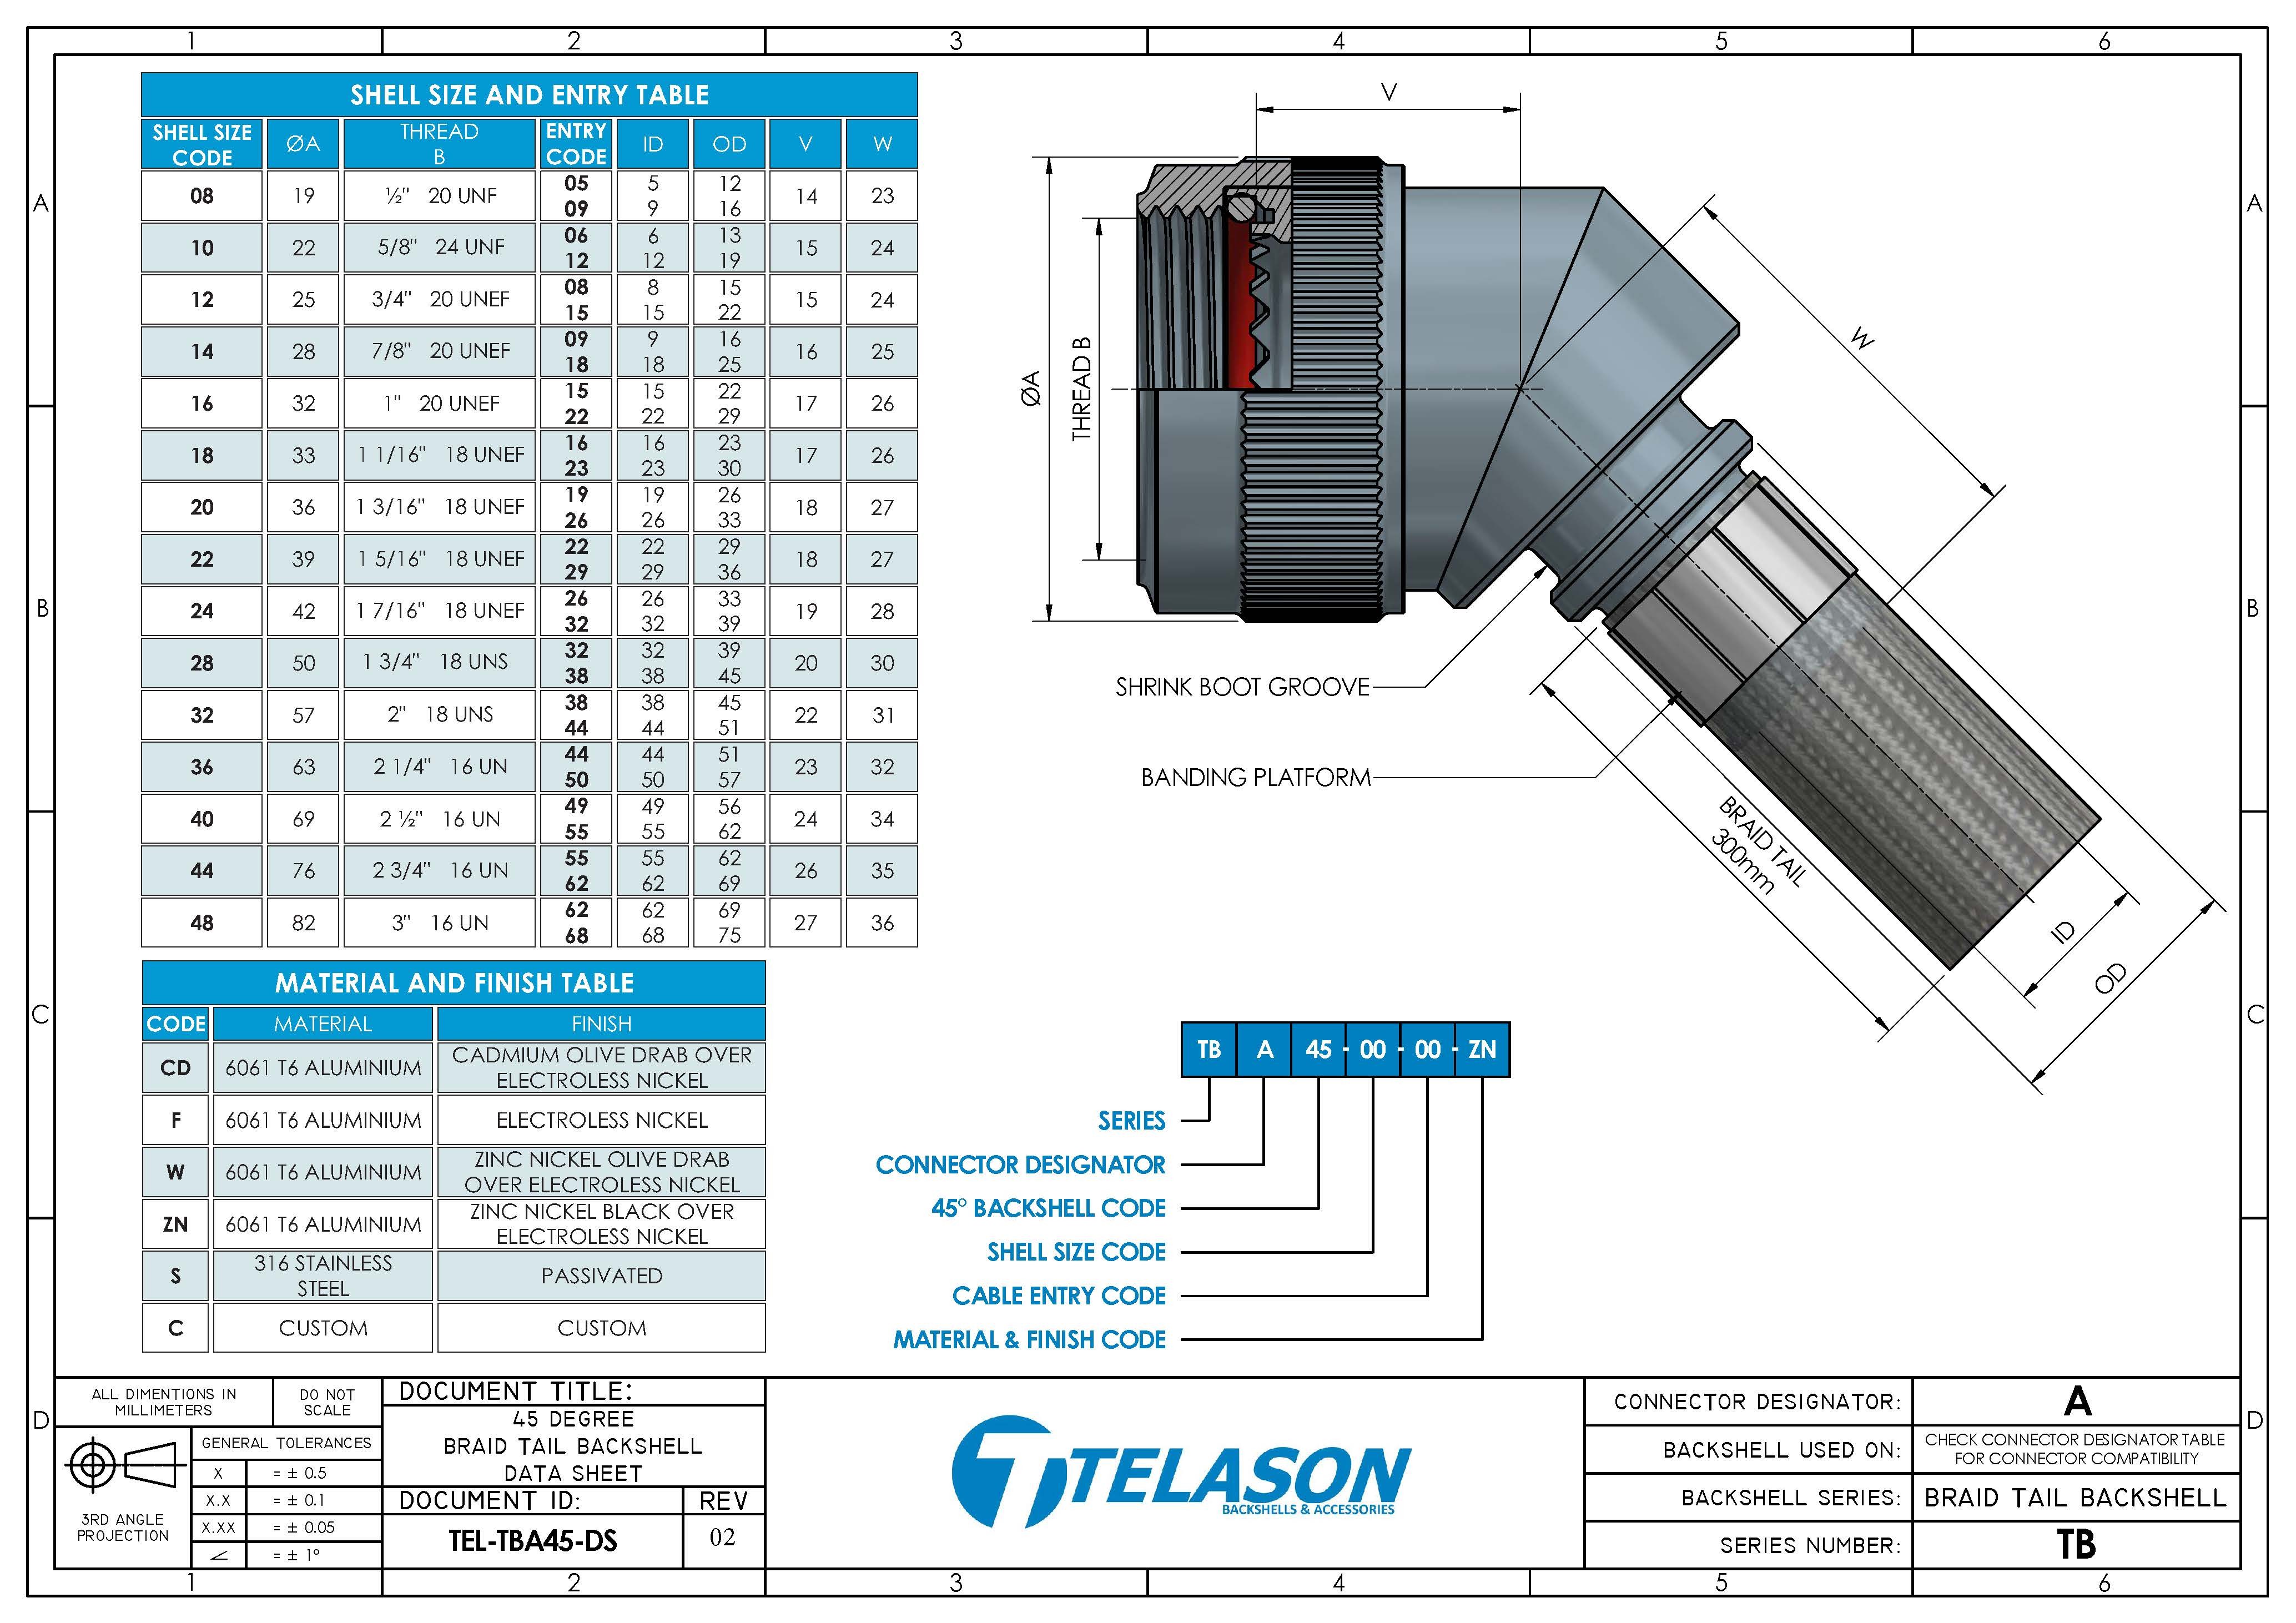 1 2 3 4 5 6
SHELL SIZE AND ENTRY TABLE
SHELL SIZE CODE ØA THREAD B ENTRY CODE ID OD V W
08 19 ½" 20 UNF 05 5 12 14 23
09 9 16
10 22 5/8" 24 UNF 06 6 13 15 24
12 12 19
12 25 3/4" 20 UNEF 08 8 15 15 24
15 15 22
14 28 7/8" 20 UNEF 09 9 16 16 25
18 18 25
16 32 1" 20 UNEF 15 15 22 17 26
22 22 29
18 33 1 1/16" 18 UNEF 16 16 23 17 26
23 23 30
20 36 1 3/16" 18 UNEF 19 19 26 18 27
26 26 33
22 39 1 5/16" 18 UNEF 22 22 29 18 27
29 29 36
24 42 1 7/16" 18 UNEF 26 26 33 19 28
32 32 39
28 50 1 3/4" 18 UNS 32 32 39 20 30
38 38 45
32 57 2" 18 UNS 38 38 45 22 31
44 44 51
36 63 2 1/4" 16 UN 44 44 51 23 32
50 50 57
40 69 2 ½" 16 UN 49 49 56 24 34
55 55 62
44 76 2 3/4" 16 UN 55 55 62 26 35
62 62 69
48 82 3" 16 UN 62 62 69 27 36
68 68 75
V
ØA
THREAD B
W
SHRINK BOOT GROOVE
BANDING PLATFORM
BRAID TAIL
300mm
ID
OD
MATERIAL AND FINISH TABLE
CODE MATERIAL FINISH
CD 6061 T6 ALUMINIUM CADMIUM OLIVE DRAB OVER
ELECTROLESS NICKEL
F 6061 T6 ALUMINIUM ELECTROLESS NICKEL
W 6061 T6 ALUMINIUM ZINC NICKEL OLIVE DRAB
OVER ELECTROLESS NICKEL
ZN 6061 T6 ALUMINIUM ZINC NICKEL BLACK OVER
ELECTROLESS NICKEL
S 316 STAINLESS STEEL PASSIVATED
C CUSTOM CUSTOM
TB A 45 - 00 - 00 - ZN
SERIES
CONNECTOR DESIGNATOR
45° BACKSHELL CODE
SHELL SIZE CODE
CABLE ENTRY CODE
MATERIAL & FINISH CODE
A A
B B
C C
D D
ALL DIMENTIONS IN
MILLIMETERS
DO NOT
SCALE
GENERAL TOLERANCES
X = ± 0.5
X.X = ± 0.1
X.XX = ± 0.05
∠ = ± 1°
3RD ANGLE
PROJECTION
DOCUMENT TITLE:
45 DEGREE
BRAID TAIL BACKSHELL
DATA SHEET
DOCUMENT ID: REV
TEL-TBA45-DS 02
TELASON
BACKSHELLS & ACCESSORIES
CONNECTOR DESIGNATOR: A
BACKSHELL USED ON: CHECK CONNECTOR DESIGNATOR TABLE
FOR CONNECTOR COMPATIBILITY
BACKSHELL SERIES: BRAID TAIL BACKSHELL
SERIES NUMBER: TB
1 2 3 4 5 6